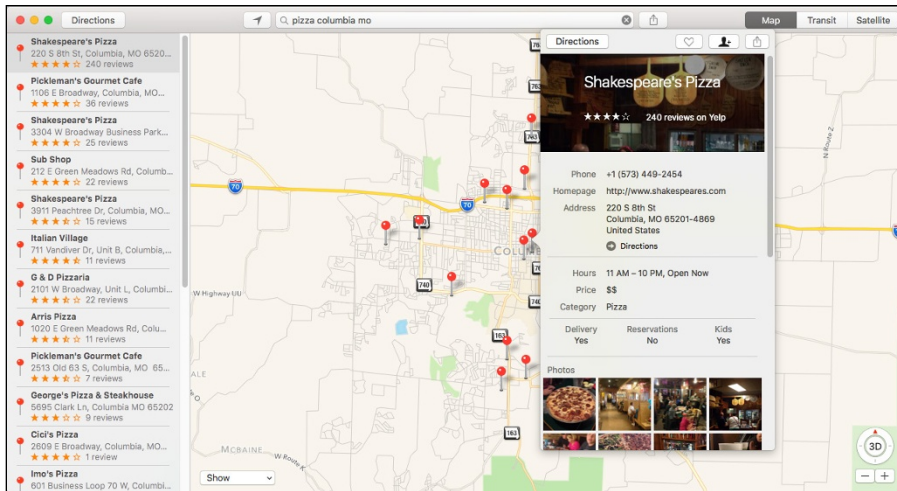 Directions
pizza columbia mo
Map Transit Satellite
Shakespeare's Pizza
220 S 8th St, Columbia, MO 6520...
240 reviews
Pickleman's Gourmet Cafe
1106 E Broadway, Columbia, MO...
36 reviews
Shakespeare's Pizza
3304 W Broadway Business Park...
25 reviews
Sub Shop
212 E Green Meadows Rd, Columb...
22 reviews
Shakespeare's Pizza
3911 Peachtree Dr, Columbia, MO...
15 reviews
Italian Village
711 Vandiver Dr, Unit B, Columbia,...
11 reviews
G & D Pizzaria
2101 W Broadway, Unit L, Columbi...
22 reviews
Arris Pizza
1020 E Green Meadows Rd, Colu...
11 reviews
Pickleman's Gourmet Cafe
2513 Old 63 S, Columbia, MO 65...
7 reviews
George's Pizza & Steakhouse
5695 Clark Ln, Columbia MO 65202
9 reviews
Cici's Pizza
2609 E Broadway, Columbia, MO...
1 review
Imo's Pizza
601 Business Loop 70 W, Columbi...
763
763
70
70
COLUM
740
W Highway UU
740
163
163
MCBAINE
W Route K
N Route Z
Show
3D
Directions
Shakespeare's Pizza
240 reviews on Yelp
Phone +1 (573) 449-2454
Homepage http://www.shakespeares.com
Address 220 S 8th St
Columbia, MO 65201-4869
United States
Directions
Hours 11 AM – 10 PM, Open Now
Price $$
Category Pizza
Delivery Reservations Kids
Yes No Yes
Photos